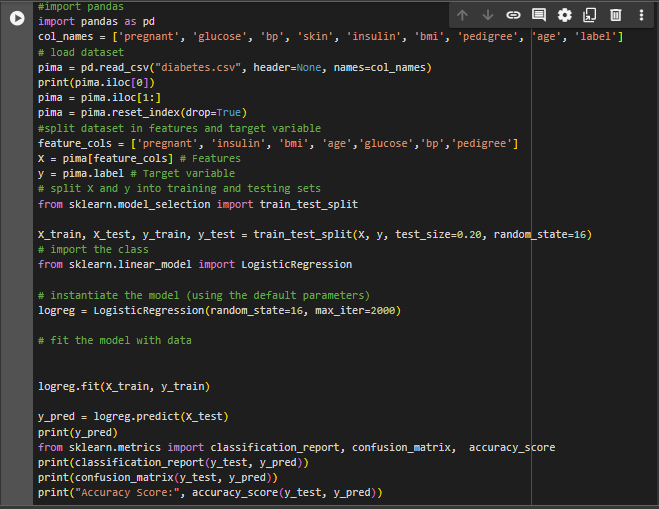 #import pandas
import pandas as pd
col_names = ['pregnant', 'glucose', 'bp', 'skin', 'insulin', 'bmi', 'pedigree', 'age', 'label']
# load dataset
pima = pd.read_csv("diabetes.csv", header=None, names=col_names)
print(pima.iloc[0])
pima = pima.iloc[1:]
pima = pima.reset_index(drop=True)
#split dataset in features and target variable
feature_cols = ['pregnant', 'insulin', 'bmi', 'age','glucose','bp','pedigree']
X = pima[feature_cols] # Features
y = pima.label # Target variable
# split X and y into training and testing sets
from sklearn.model_selection import train_test_split

X_train, X_test, y_train, y_test = train_test_split(X, y, test_size=0.20, random_state=16)
# import the class
from sklearn.linear_model import LogisticRegression

# instantiate the model (using the default parameters)
logreg = LogisticRegression(random_state=16, max_iter=2000)

# fit the model with data


logreg.fit(X_train, y_train)

y_pred = logreg.predict(X_test)
print(y_pred)
from sklearn.metrics import classification_report, confusion_matrix,  accuracy_score
print(classification_report(y_test, y_pred))
print(confusion_matrix(y_test, y_pred))
print("Accuracy Score:", accuracy_score(y_test, y_pred))